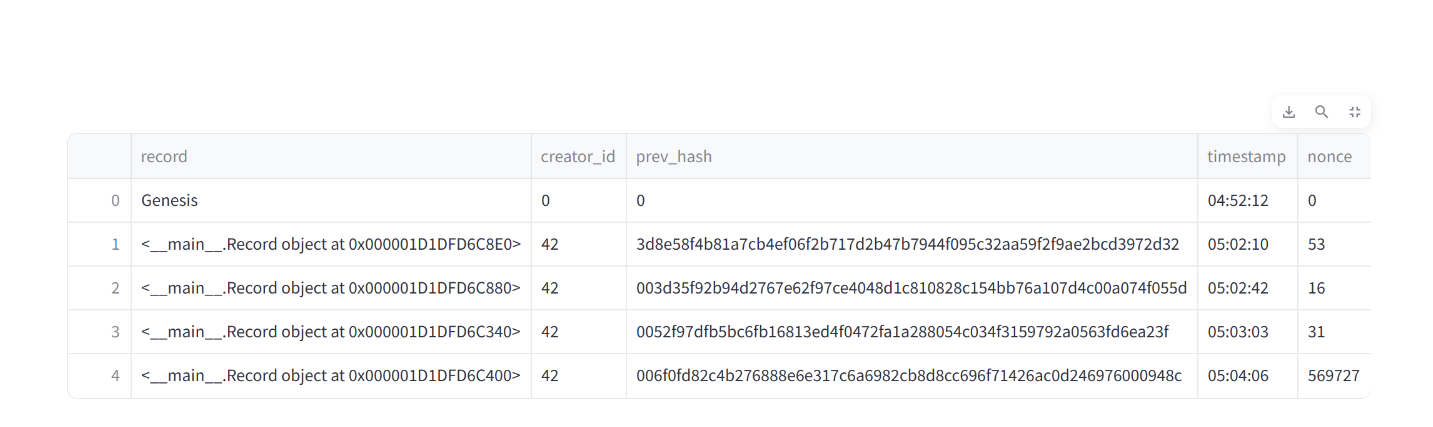 record creator_id prev_hash timestamp nonce
0 Genesis 0 0 04:52:12 0
1 <__main__.Record object at 0x000001D1DFD6C8E0> 42 3d8e58f4b81a7cb4ef06f2b717d2b47b7944f095c32aa59f2f9ae2bcd3972d32 05:02:10 53
2 <__main__.Record object at 0x000001D1DFD6C880> 42 003d35f92b94d2767e62f97ce4048d1c810828c154bb76a107d4c00a074f055d 05:02:42 16
3 <__main__.Record object at 0x000001D1DFD6C340> 42 0052f97dfb5bc6fb16813ed4f0472fa1a288054c034f3159792a0563fd6ea23f 05:03:03 31
4 <__main__.Record object at 0x000001D1DFD6C400> 42 006f0fd82c4b276888e6e317c6a6982cb8d8cc696f71426ac0d246976000948c 05:04:06 569727